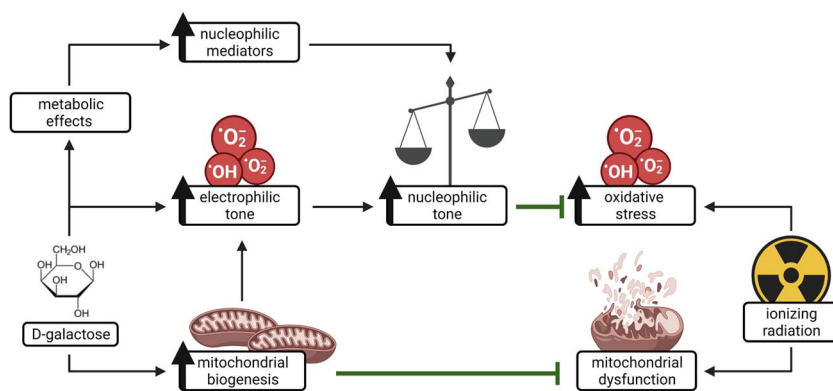 nucleophilic
mediators
metabolic
effects
•O₂⁻
•OH
•O₂⁻
electrophilic
tone
nucleophilic
tone
•O₂⁻
•OH
•O₂⁻
oxidative
stress
CH₂OH
OH
O
OH
OH
OH
D-galactose
ionizing
radiation
mitochondrial
biogenesis
mitochondrial
dysfunction